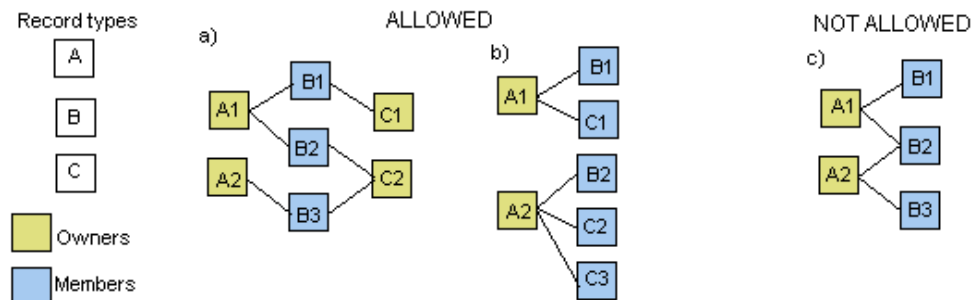 Record types
A
B
C
Owners
Members
ALLOWED
a)
A1
A2
B1
B2
B3
C1
C2
b)
A1
B1
C1
A2
B2
C2
C3
NOT ALLOWED
c)
A1
A2
B1
B2
B3